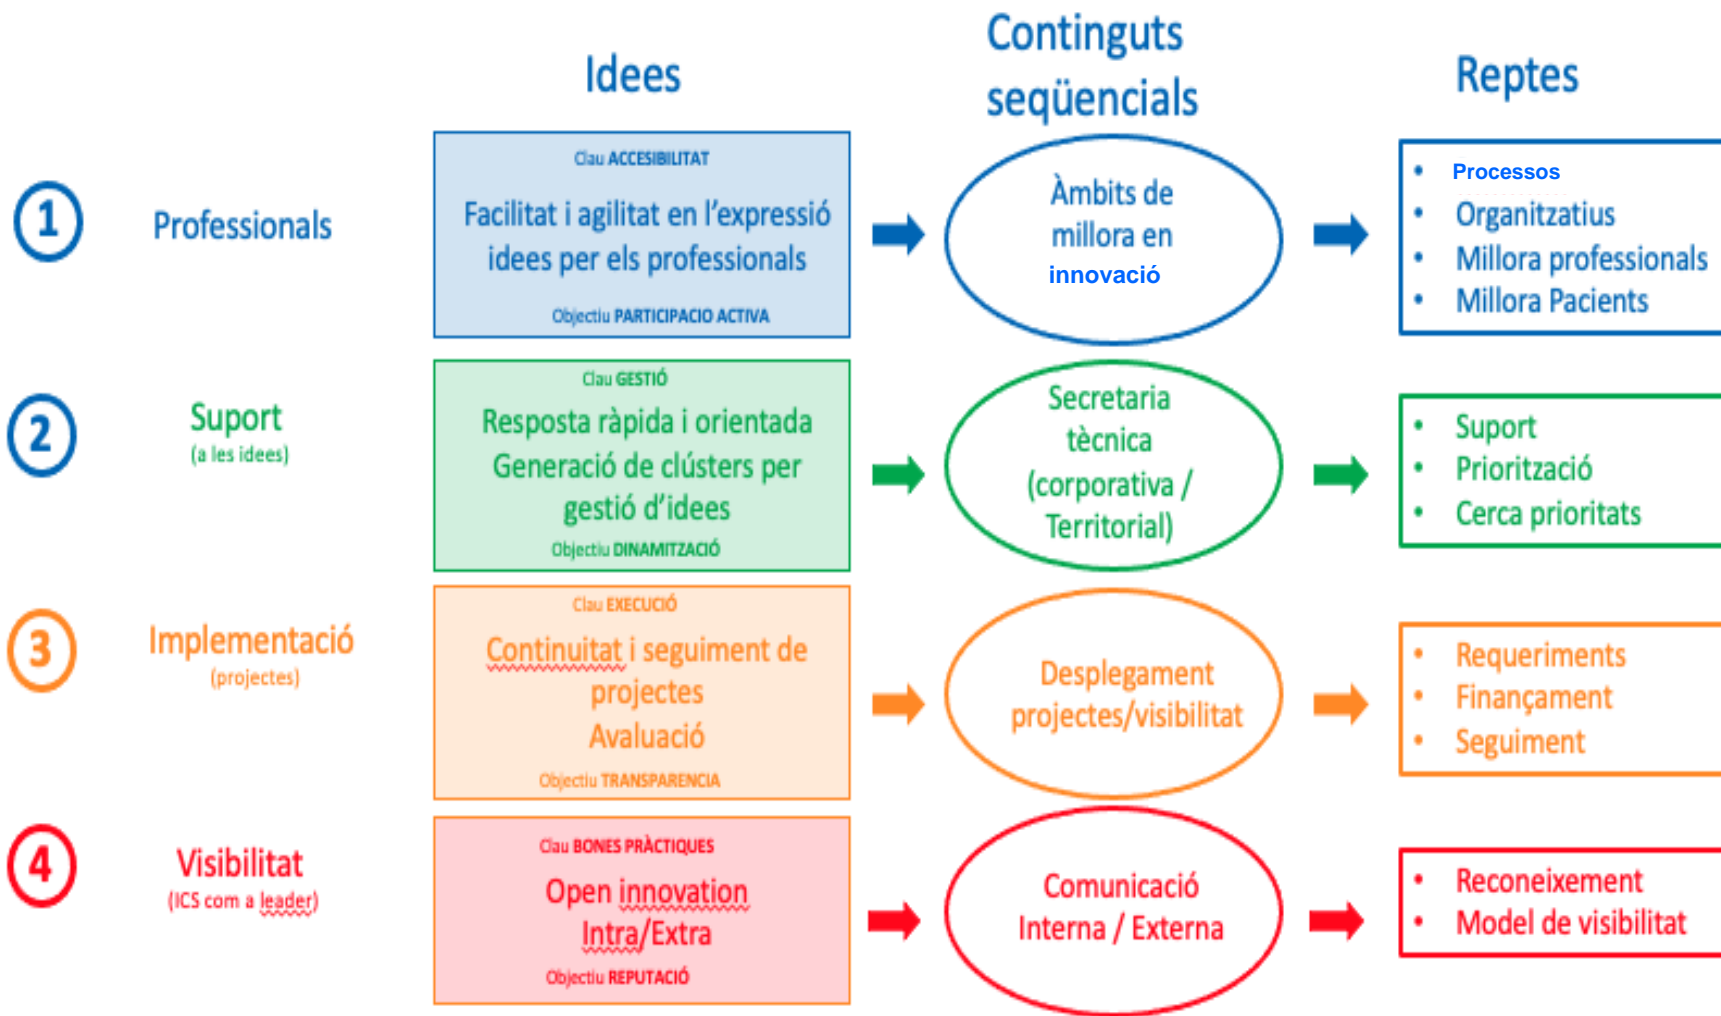 Idees
Continguts
seqüencials
Reptes
1
Professionals
Clau ACCESIBILITAT
Facilitat i agilitat en l'expressió
idees per els professionals
Objectiu PARTICIPACIO ACTIVA
Àmbits de
millora en
innovació
• Processos
• Organitzatius
• Millora professionals
• Millora Pacients
2
Suport
(a les idees)
Clau GESTIÓ
Resposta ràpida i orientada
Generació de clústers per
gestió d'idees
Objectiu DINAMITZACIÓ
Secretaria
tècnica
(corporativa /
Territorial)
• Suport
• Priorització
• Cerca prioritats
3
Implementació
(projectes)
Clau EXECUCIÓ
Continuitat i seguiment de
projectes
Avaluació
Objectiu TRANSPARENCIA
Desplegament
projectes/visibilitat
• Requeriments
• Finançament
• Seguiment
4
Visibilitat
(ICS com a leader)
Clau BONES PRÀCTIQUES
Open innovation
Intra/Extra
Objectiu REPUTACIÓ
Comunicació
Interna / Externa
• Reconeixement
• Model de visibilitat